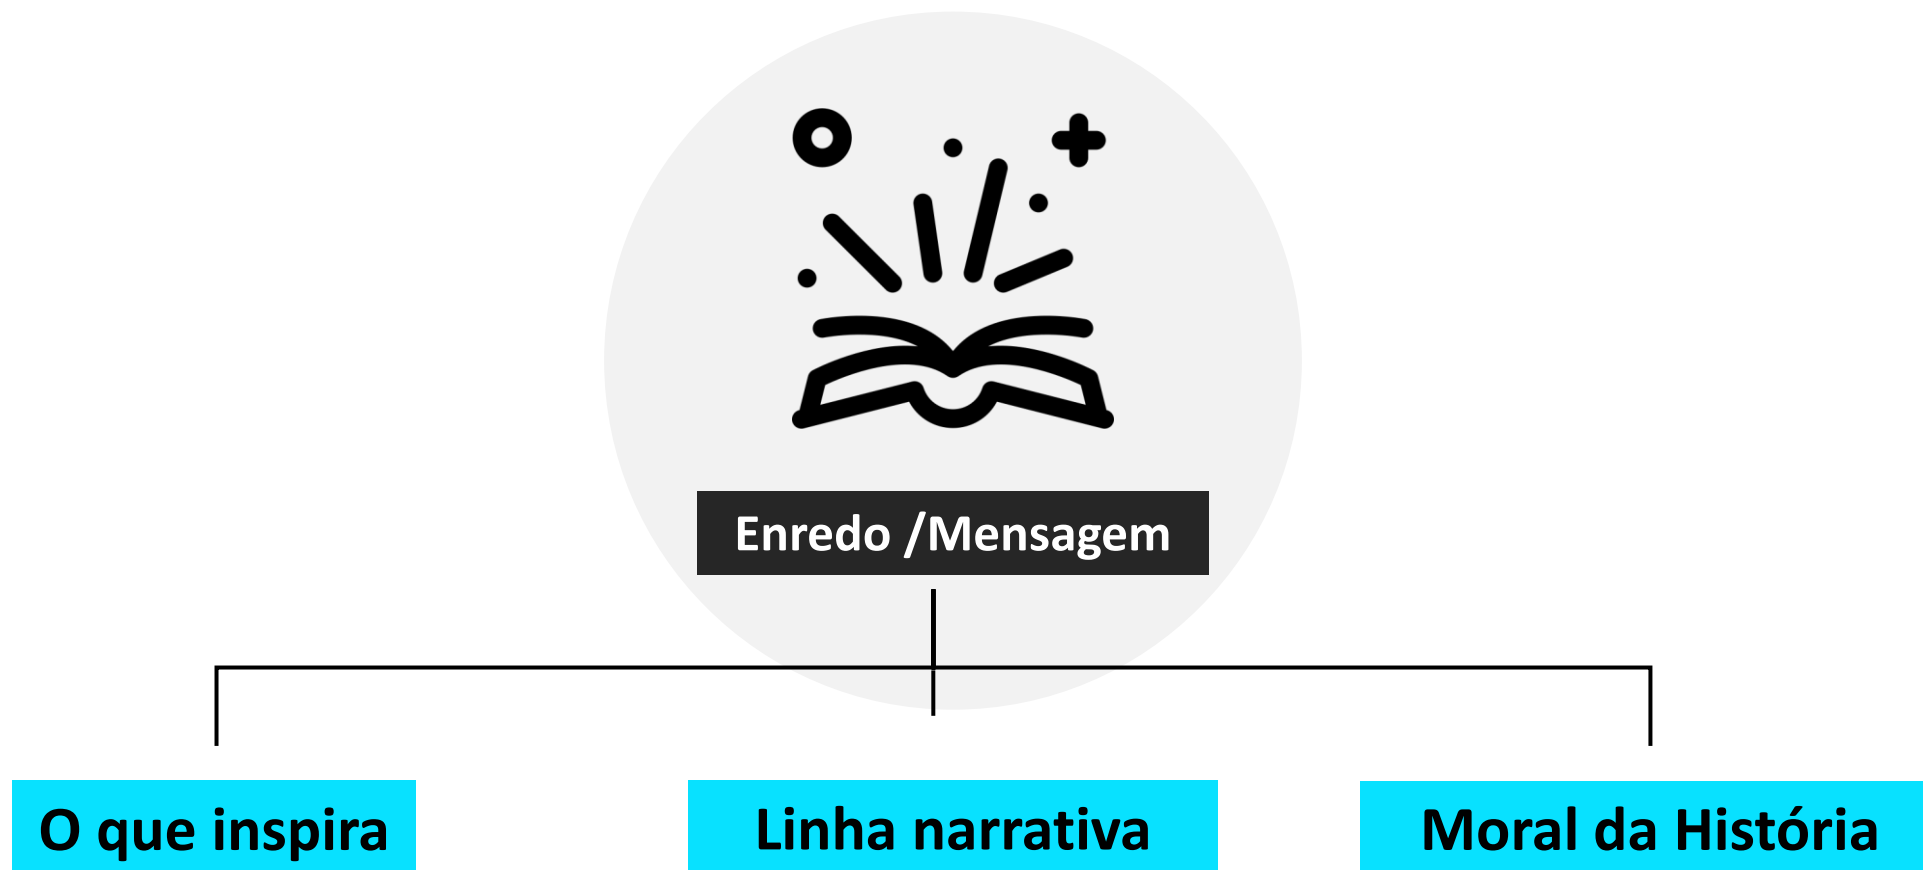 Enredo /Mensagem
O que inspira
Linha narrativa
Moral da História